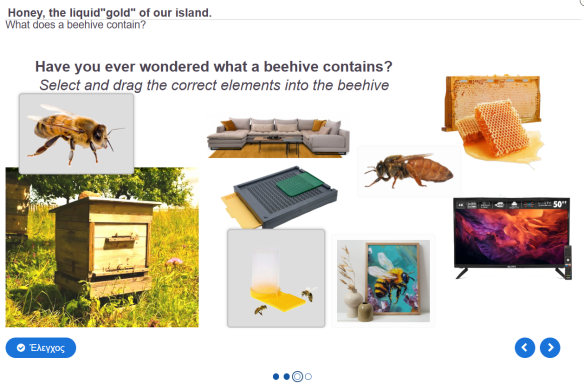 Honey, the liquid"gold" of our island.
What does a beehive contain?
Have you ever wondered what a beehive contains?
Select and drag the correct elements into the beehive
50"
Έλεγχος